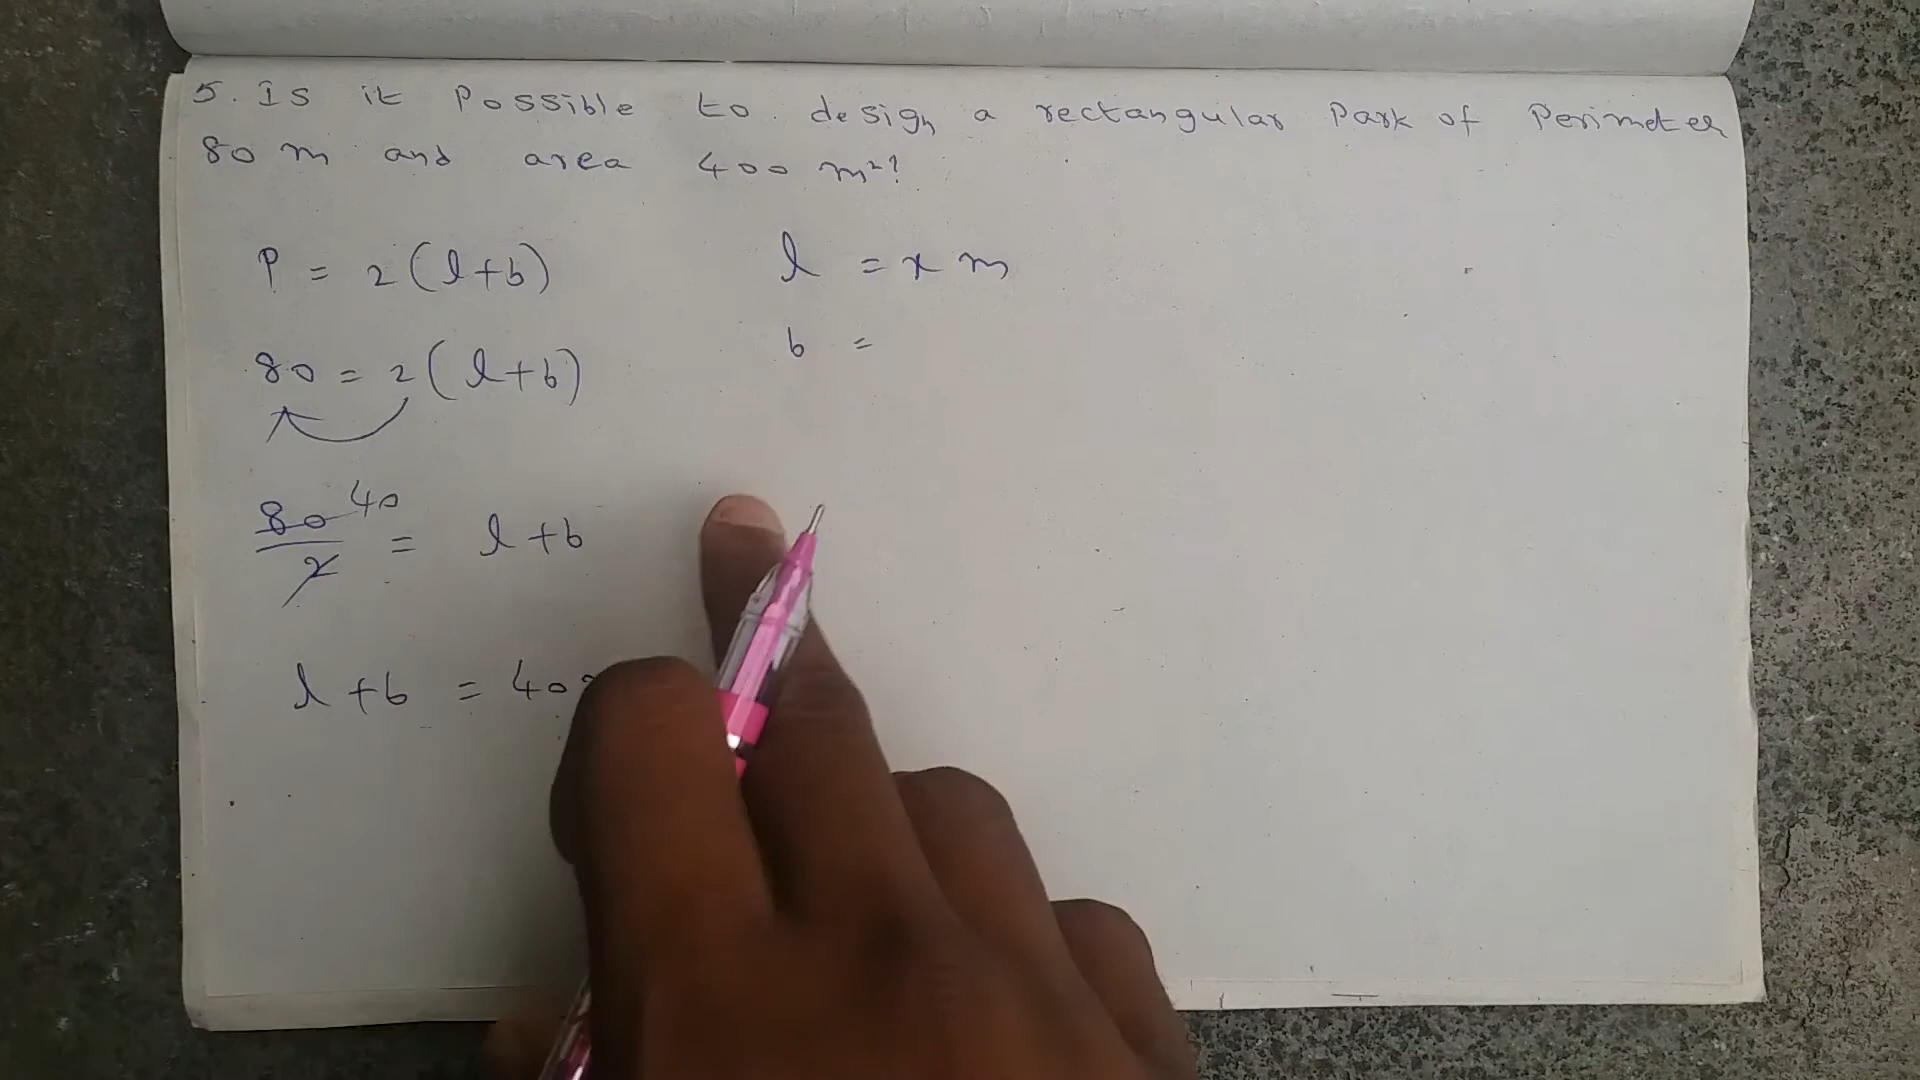 5. Is it possible to design a rectangular Park of Perimeter
80 m and area 400 m²?
P = 2(l+b)
l = x m
80 = 2(l+b)
b =
80/2 40 = l+b
l+b = 40